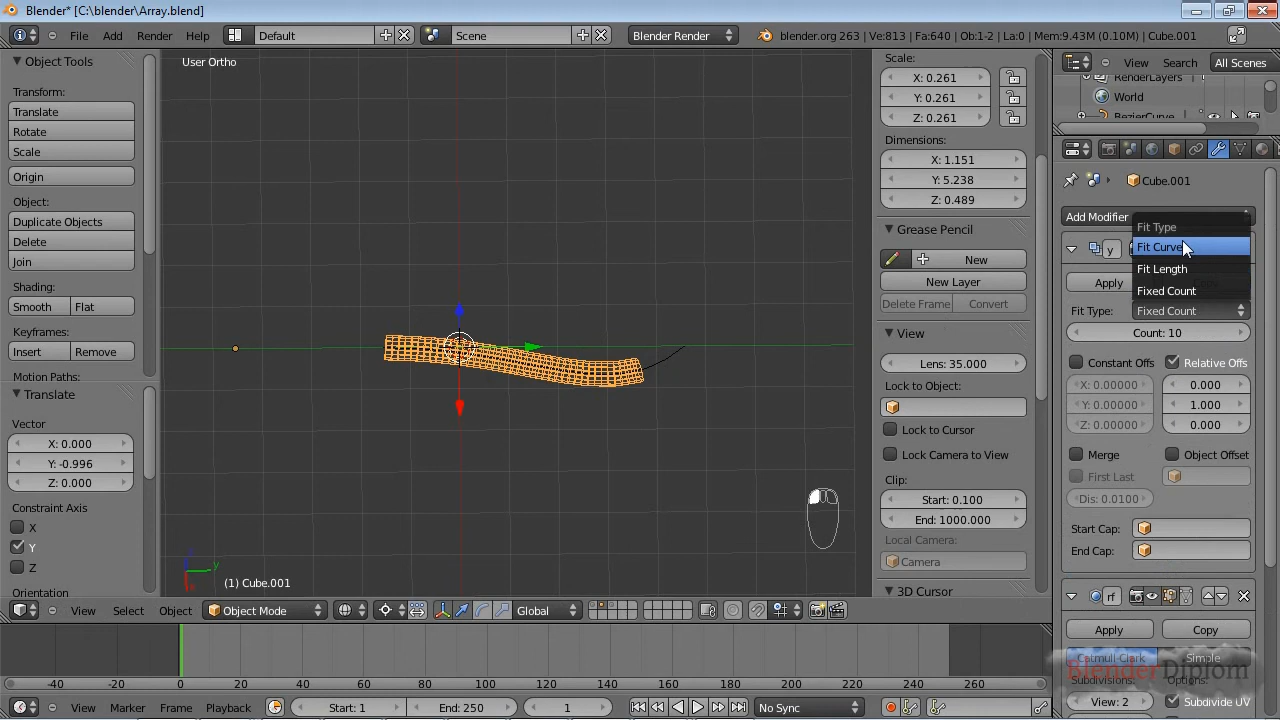 Blender* [C:\blender\Array.blend]
File Add Render Help Default Scene Blender Render blender.org 263 | Ve:813 | Fa:640 | Ob:1-2 | La:0 | Mem:9.43M (0.10M) | Cube.001
Object Tools
Transform:
Translate
Rotate
Scale
Origin
Object:
Duplicate Objects
Delete
Join
Shading:
Smooth Flat
Keyframes:
Insert Remove
Motion Paths:
Translate
Vector
X: 0.000
Y: -0.996
Z: 0.000
Constraint Axis
X
Y
Z
Orientation
User Ortho
z
y
x
(1) Cube.001
View Select Object Object Mode Global
Scale:
X: 0.261
Y: 0.261
Z: 0.261
Dimensions:
X: 1.151
Y: 5.238
Z: 0.489
Grease Pencil
New
New Layer
Delete Frame Convert
View
Lens: 35.000
Lock to Object:
Lock to Cursor
Lock Camera to View
Clip:
Start: 0.100
End: 1000.000
Local Camera:
Camera
3D Cursor
View Search All Scenes
RenderLayers
World
BezierCurve
Cube.001
Add Modifier
Fit Type
Fit Curve
Fit Length
Fixed Count
y
Apply
Fit Type: Fixed Count
Count: 10
Constant Offs Relative Offs
X: 0.00000 0.000
Y: 0.00000 1.000
Z: 0.00000 0.000
Merge Object Offset
First Last
Dis: 0.0100
Start Cap:
End Cap:
rf
Apply Copy
Catmull-Clark Simple
BlenderDiplom
Subdivisions: Options:
View: 2 Subdivide UV
-40 -20 0 20 40 60 80 100 120 140 160 180 200 220 240 260 280
View Marker Frame Playback Start: 1 End: 250 1 No Sync